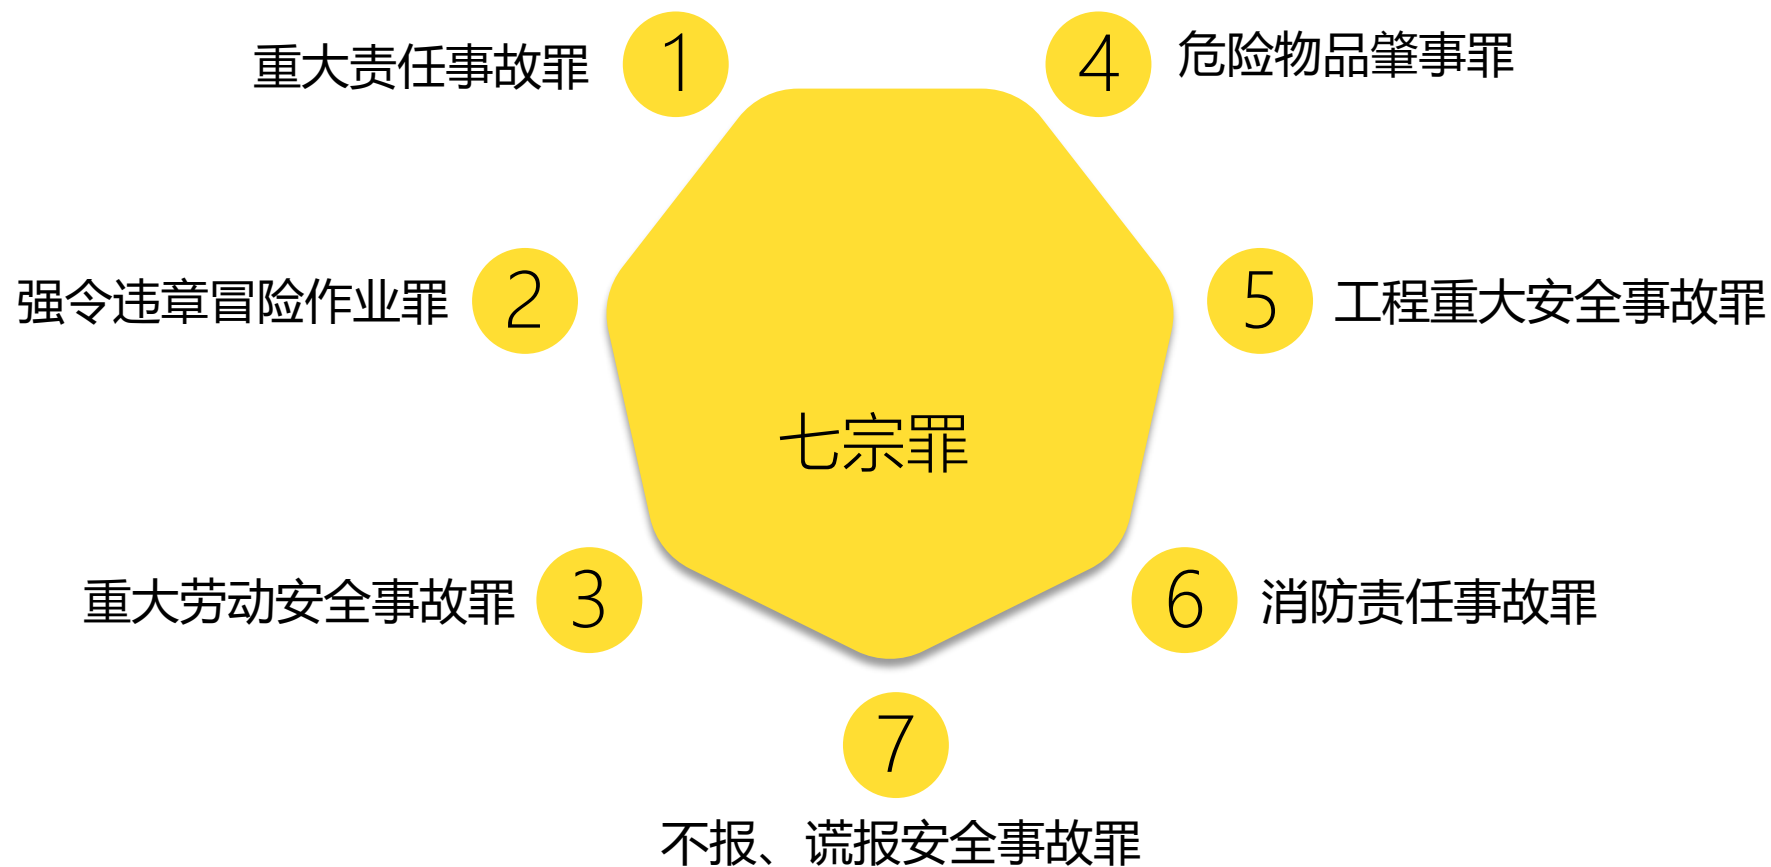 1
重大责任事故罪
2
强令违章冒险作业罪
3
重大劳动安全事故罪
4
危险物品肇事罪
5
工程重大安全事故罪
6
消防责任事故罪
7
不报、谎报安全事故罪
七宗罪